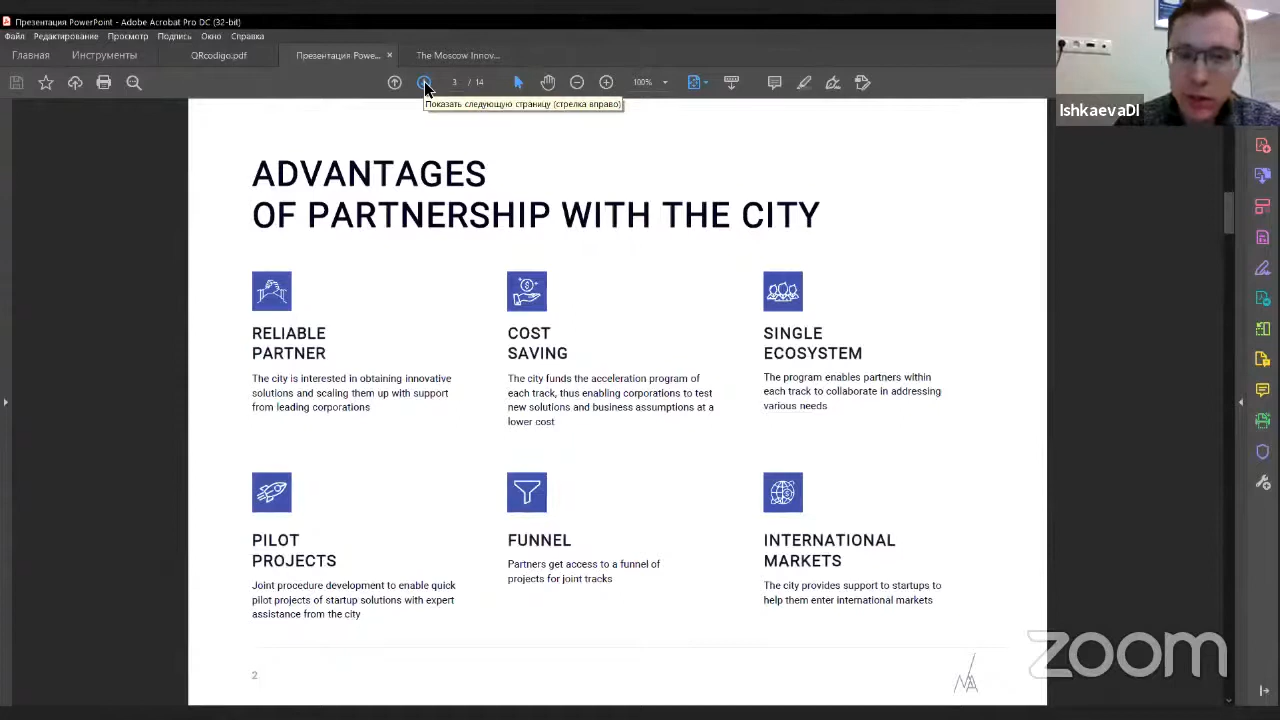 Презентация PowerPoint - Adobe Acrobat Pro DC (32-bit)
Файл Редактирование Просмотр Подпись Окно Справка
Главная Инструменты QRcodigo.pdf Презентация Powe... × The Moscow Innov...
3 / 14 100%
Показать следующую страницу (стрелка вправо)
IshkaevaDI
ADVANTAGES
OF PARTNERSHIP WITH THE CITY
RELIABLE
PARTNER
The city is interested in obtaining innovative
solutions and scaling them up with support
from leading corporations
COST
SAVING
The city funds the acceleration program of
each track, thus enabling corporations to test
new solutions and business assumptions at a
lower cost
SINGLE
ECOSYSTEM
The program enables partners within
each track to collaborate in addressing
various needs
PILOT
PROJECTS
Joint procedure development to enable quick
pilot projects of startup solutions with expert
assistance from the city
FUNNEL
Partners get access to a funnel of
projects for joint tracks
INTERNATIONAL
MARKETS
The city provides support to startups to
help them enter international markets
2
zoom